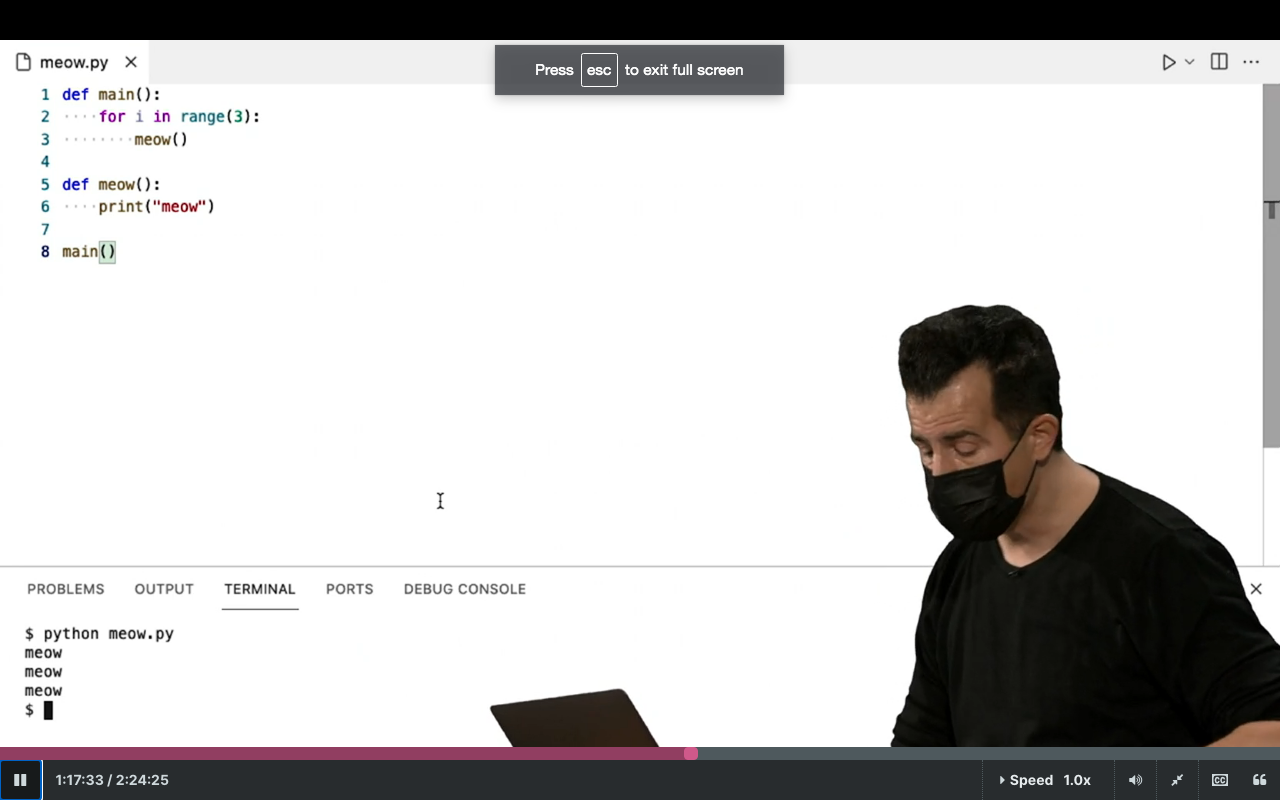 meow.py
Press esc to exit full screen
1 def main():
2 ····for i in range(3):
3 ········meow()
4
5 def meow():
6 ····print("meow")
7
8 main()
PROBLEMS OUTPUT TERMINAL PORTS DEBUG CONSOLE
$ python meow.py
meow
meow
meow
$
1:17:33 / 2:24:25 Speed 1.0x CC